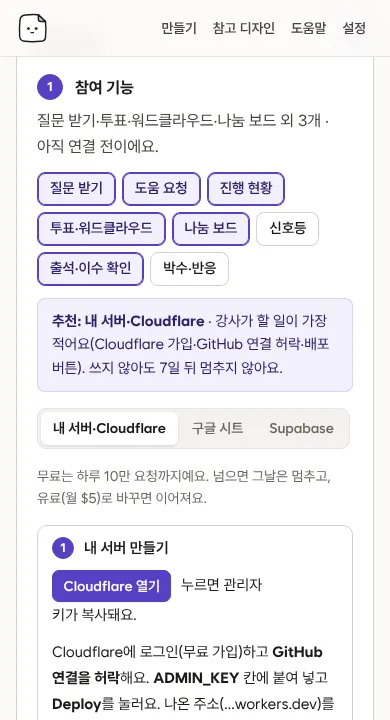 만들기 참고 디자인 도움말 설정
1 참여 기능
질문 받기·투표·워드클라우드·나눔 보드 외 3개 ·
아직 연결 전이에요.
질문 받기 도움 요청 진행 현황
투표·워드클라우드 나눔 보드 신호등
출석·이수 확인 박수·반응
추천: 내 서버·Cloudflare · 강사가 할 일이 가장
적어요(Cloudflare 가입·GitHub 연결 허락·배포
버튼). 쓰지 않아도 7일 뒤 멈추지 않아요.
내 서버·Cloudflare 구글 시트 Supabase
무료는 하루 10만 요청까지예요. 넘으면 그날은 멈추고,
유료(월 $5)로 바꾸면 이어져요.
1 내 서버 만들기
Cloudflare 열기 누르면 관리자
키가 복사돼요.
Cloudflare에 로그인(무료 가입)하고 GitHub
연결을 허락해요. ADMIN_KEY 칸에 붙여 넣고
Deploy를 눌러요. 나온 주소(...workers.dev)를